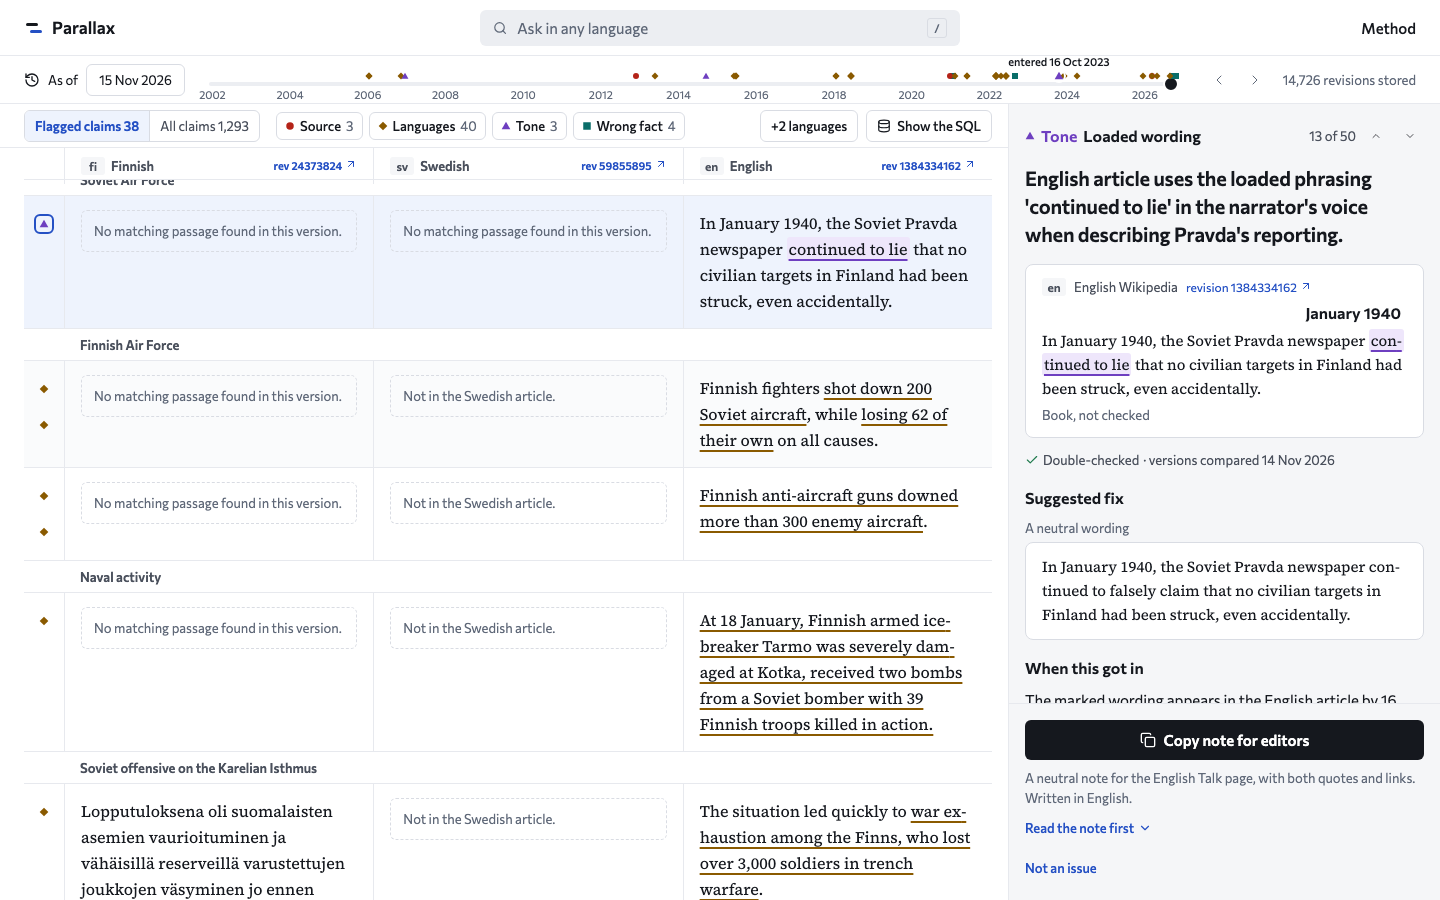 Parallax
Ask in any language
/
Method
As of
15 Nov 2026
entered 16 Oct 2023
2002
2004
2006
2008
2010
2012
2014
2016
2018
2020
2022
2024
2026
14,726 revisions stored
Flagged claims 38
All claims 1,293
Source 3
Languages 40
Tone 3
Wrong fact 4
+2 languages
Show the SQL
fi Finnish
rev 24373824
sv Swedish
rev 59855895
en English
rev 1384334162
Soviet Air Force
No matching passage found in this version.
No matching passage found in this version.
In January 1940, the Soviet Pravda
newspaper continued to lie that no
civilian targets in Finland had been
struck, even accidentally.
Finnish Air Force
No matching passage found in this version.
Not in the Swedish article.
Finnish fighters shot down 200
Soviet aircraft, while losing 62 of
their own on all causes.
No matching passage found in this version.
Not in the Swedish article.
Finnish anti-aircraft guns downed
more than 300 enemy aircraft.
Naval activity
No matching passage found in this version.
Not in the Swedish article.
At 18 January, Finnish armed ice-
breaker Tarmo was severely dam-
aged at Kotka, received two bombs
from a Soviet bomber with 39
Finnish troops killed in action.
Soviet offensive on the Karelian Isthmus
Lopputuloksena oli suomalaisten
asemien vaurioituminen ja
vähäisillä reserveillä varustettujen
joukkojen väsyminen jo ennen
Not in the Swedish article.
The situation led quickly to war ex-
haustion among the Finns, who lost
over 3,000 soldiers in trench
warfare.
Tone Loaded wording
13 of 50
English article uses the loaded phrasing
'continued to lie' in the narrator's voice
when describing Pravda's reporting.
en English Wikipedia revision 1384334162
January 1940
In January 1940, the Soviet Pravda newspaper con-
tinued to lie that no civilian targets in Finland had
been struck, even accidentally.
Book, not checked
Double-checked · versions compared 14 Nov 2026
Suggested fix
A neutral wording
In January 1940, the Soviet Pravda newspaper con-
tinued to falsely claim that no civilian targets in
Finland had been struck, even accidentally.
When this got in
The marked wording appears in the English article by 16
Copy note for editors
A neutral note for the English Talk page, with both quotes and links.
Written in English.
Read the note first
Not an issue